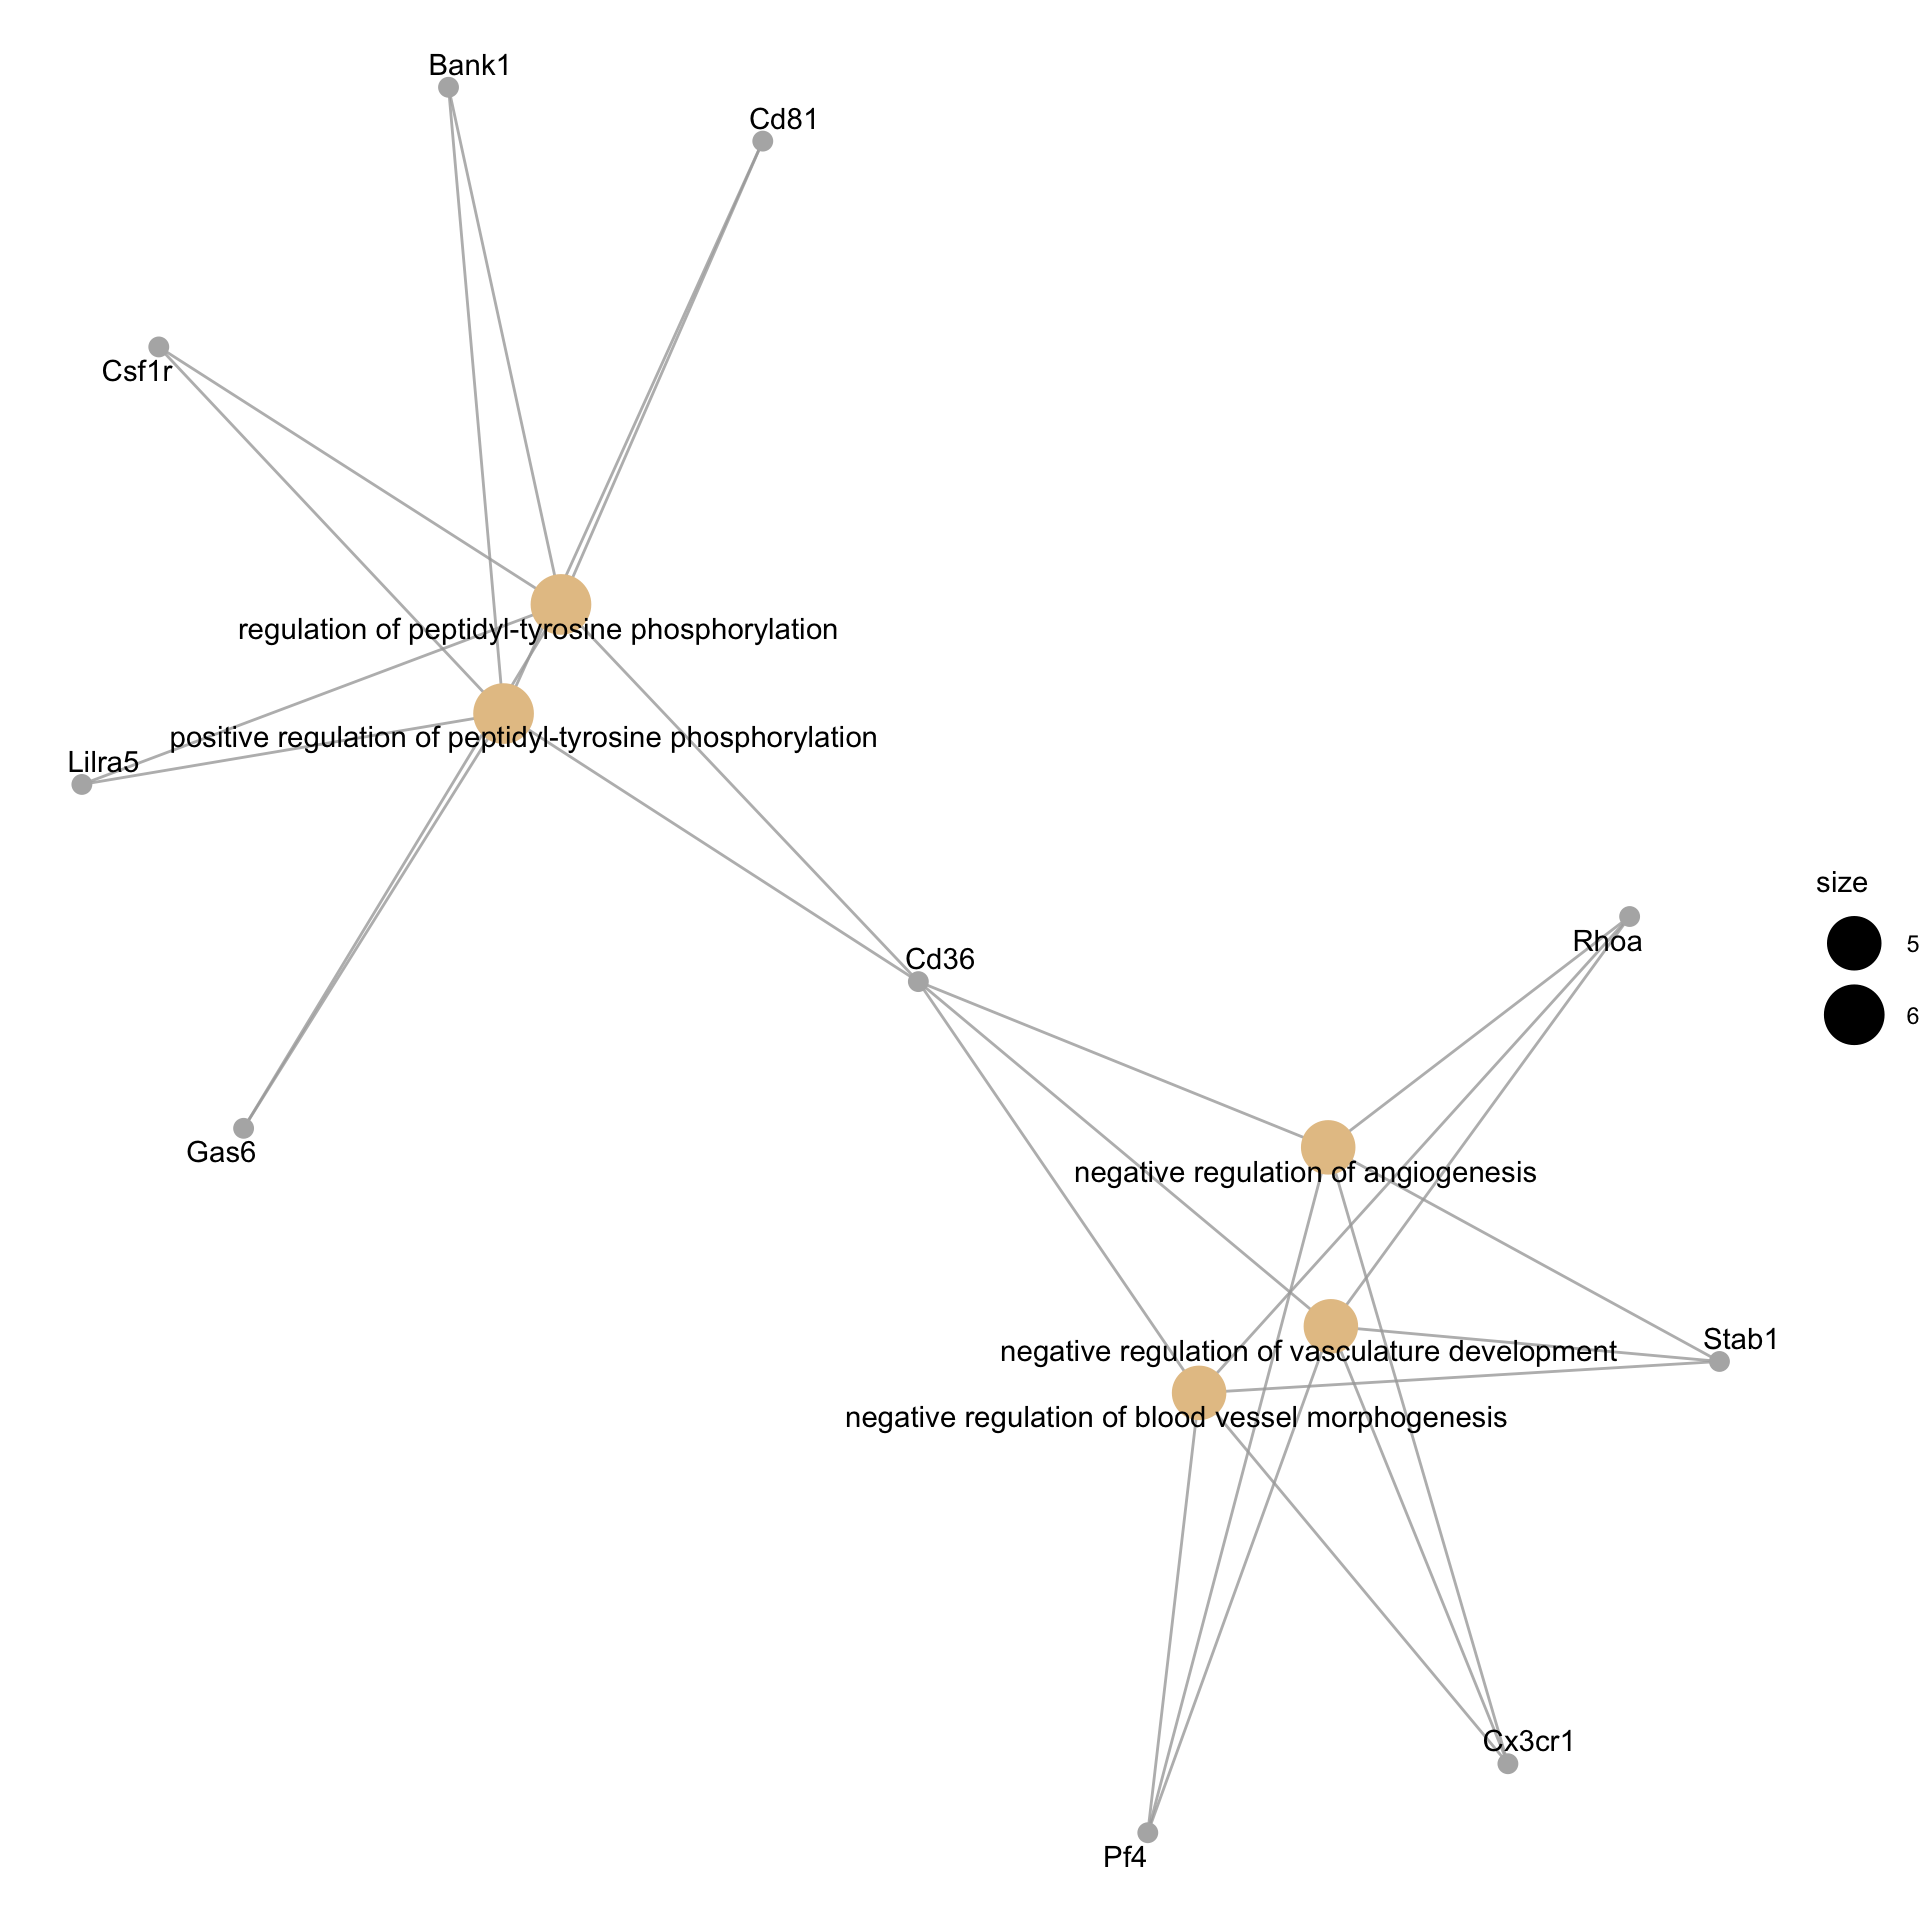 Bank1
Cd81
Csf1r
regulation of peptidyl-tyrosine phosphorylation
positive regulation of peptidyl-tyrosine phosphorylation
Lilra5
size
5
6
Rhoa
Cd36
Gas6
negative regulation of angiogenesis
Stab1
negative regulation of vasculature development
negative regulation of blood vessel morphogenesis
Cx3cr1
Pf4